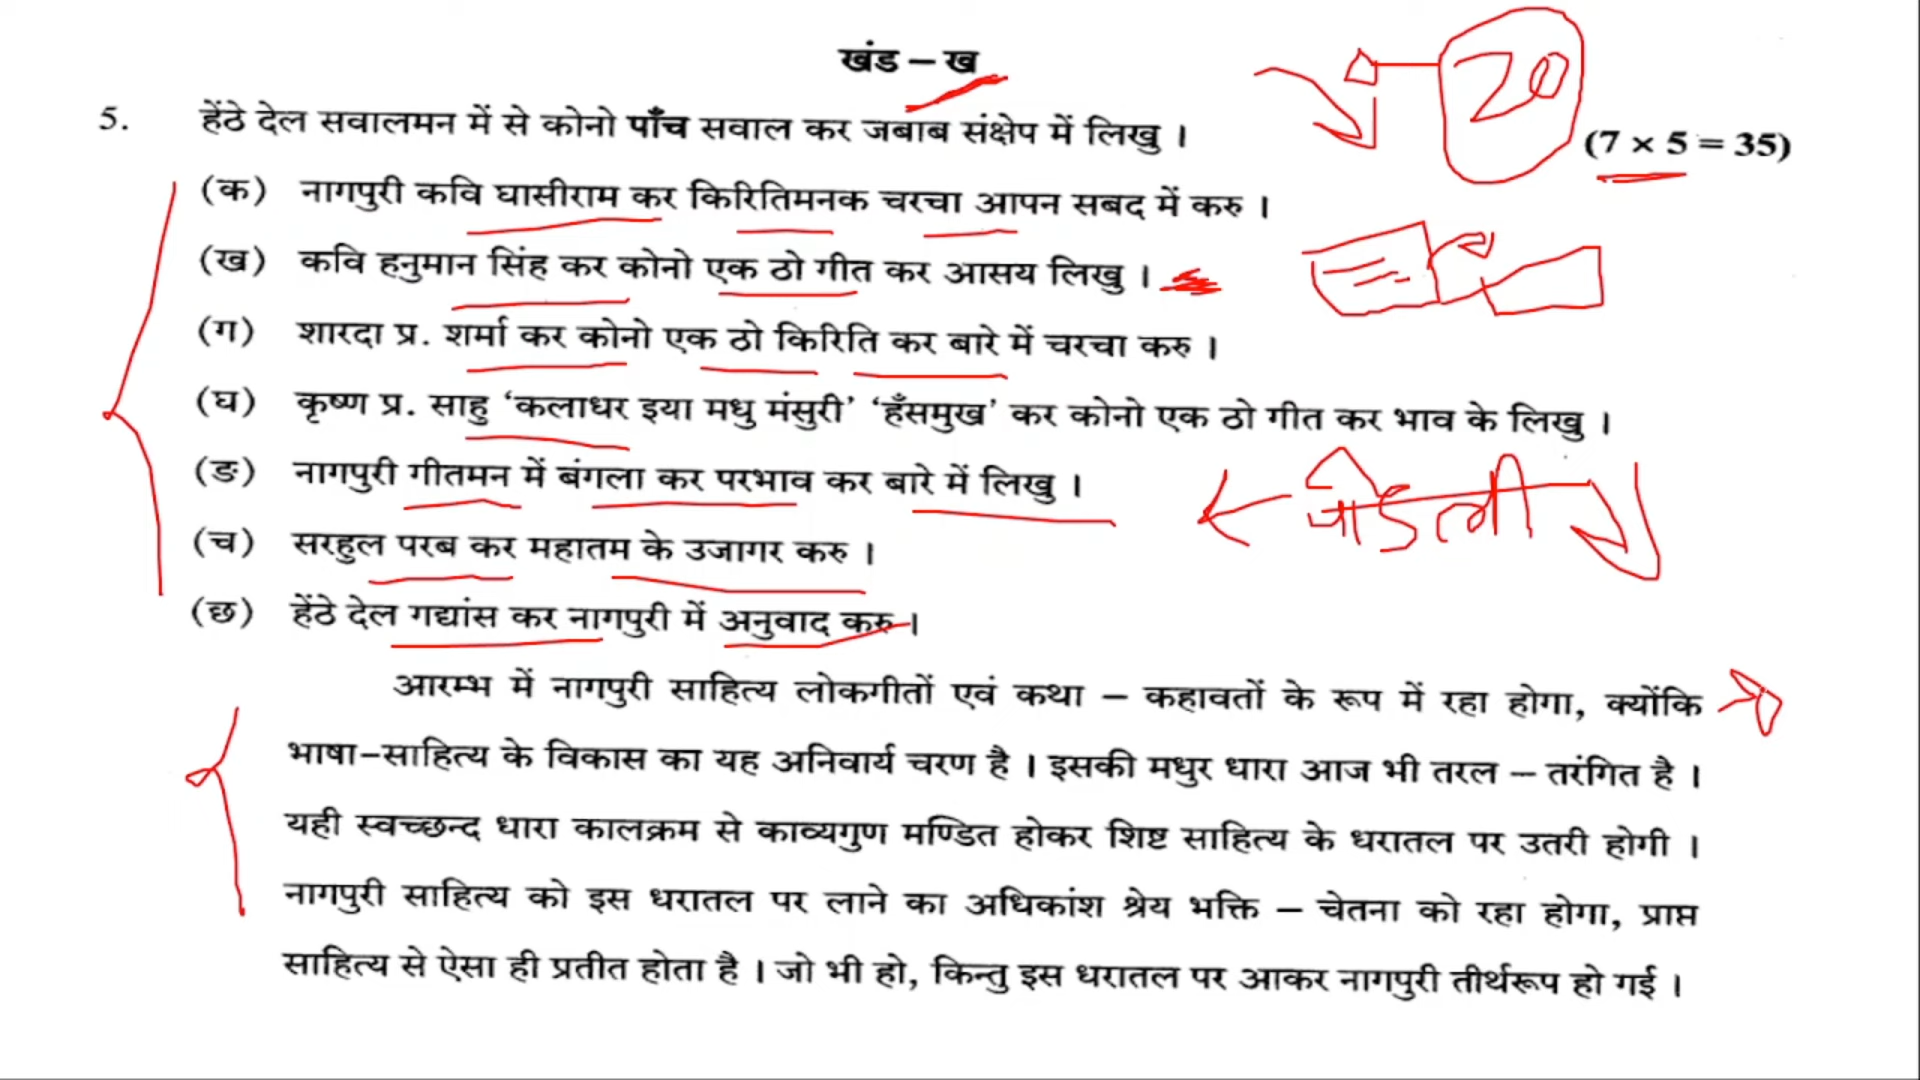 खंड – ख
20
5. हेंठे देल सवालमन में से कोनो पाँच सवाल कर जबाब संक्षेप में लिखु ।
(7 × 5 = 35)
(क) नागपुरी कवि घासीराम कर किरितिमनक चरचा आपन सबद में करु ।
(ख) कवि हनुमान सिंह कर कोनो एक ठो गीत कर आसय लिखु ।
(ग) शारदा प्र. शर्मा कर कोनो एक ठो किरिति कर बारे में चरचा करु ।
(घ) कृष्ण प्र. साहु ‘कलाधर इया मधु मंसुरी’ ‘हँसमुख’ कर कोनो एक ठो गीत कर भाव के लिखु ।
(ङ) नागपुरी गीतमन में बंगला कर परभाव कर बारे में लिखु ।
(च) सरहुल परब कर महातम के उजागर करु ।
(छ) हेंठे देल गद्यांस कर नागपुरी में अनुवाद करु ।
आरम्भ में नागपुरी साहित्य लोकगीतों एवं कथा – कहावतों के रूप में रहा होगा, क्योंकि
भाषा-साहित्य के विकास का यह अनिवार्य चरण है । इसकी मधुर धारा आज भी तरल – तरंगित है ।
यही स्वच्छन्द धारा कालक्रम से काव्यगुण मण्डित होकर शिष्ट साहित्य के धरातल पर उतरी होगी ।
नागपुरी साहित्य को इस धरातल पर लाने का अधिकांश श्रेय भक्ति – चेतना को रहा होगा, प्राप्त
साहित्य से ऐसा ही प्रतीत होता है । जो भी हो, किन्तु इस धरातल पर आकर नागपुरी तीर्थरूप हो गई ।